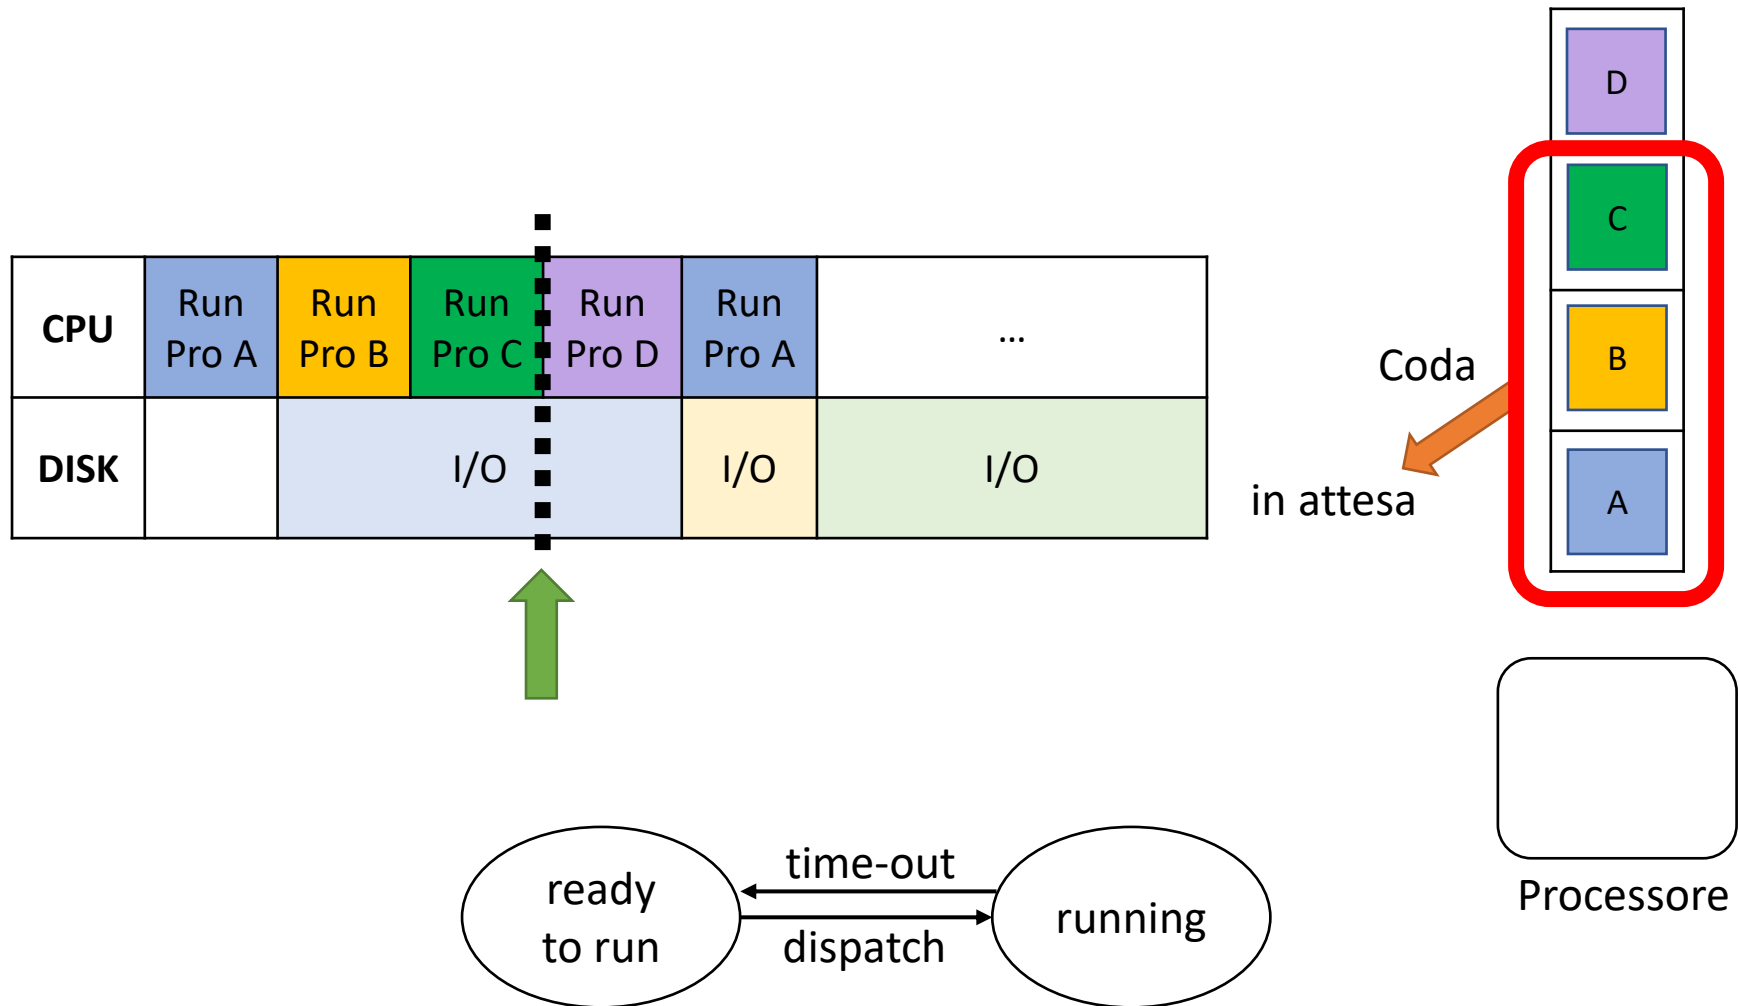 D
C
B
A
Coda
in attesa
CPU
Run
Pro A
Run
Pro B
Run
Pro C
Run
Pro D
Run
Pro A
...
DISK
I/O
I/O
I/O
Processore
ready
to run
time-out
dispatch
running